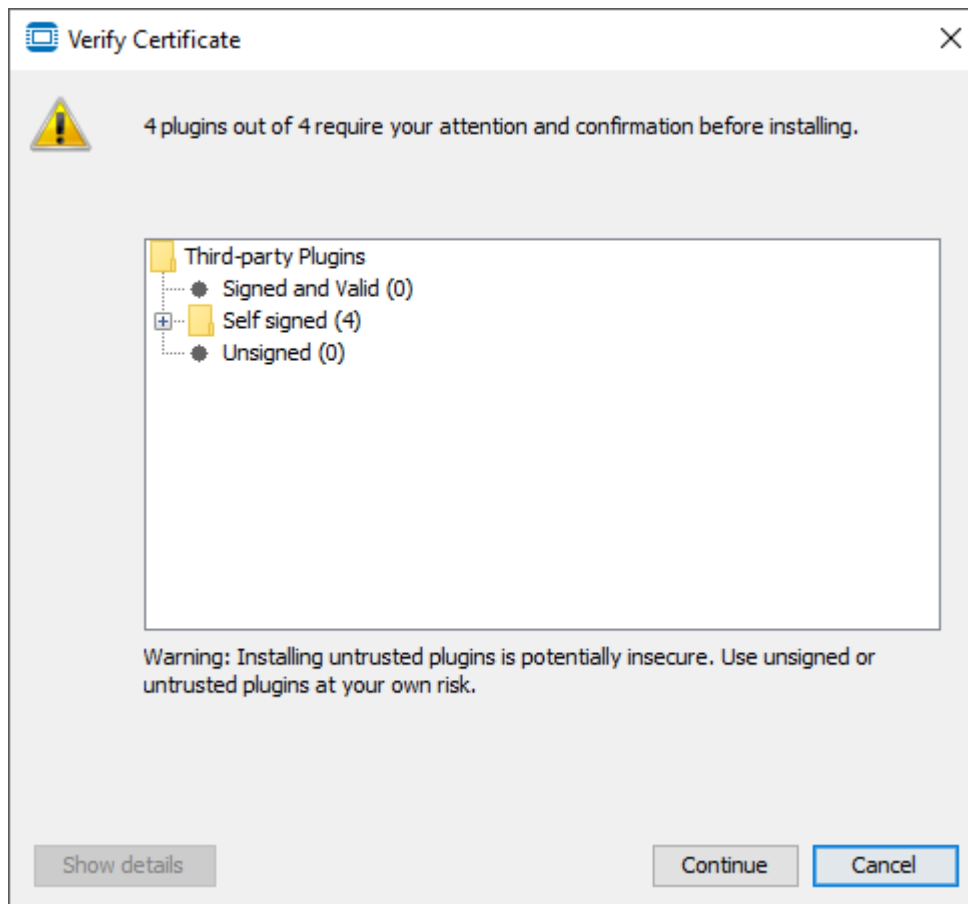 Verify Certificate
4 plugins out of 4 require your attention and confirmation before installing.
Third-party Plugins
Signed and Valid (0)
Self signed (4)
Unsigned (0)
Warning: Installing untrusted plugins is potentially insecure. Use unsigned or
untrusted plugins at your own risk.
Show details
Continue
Cancel